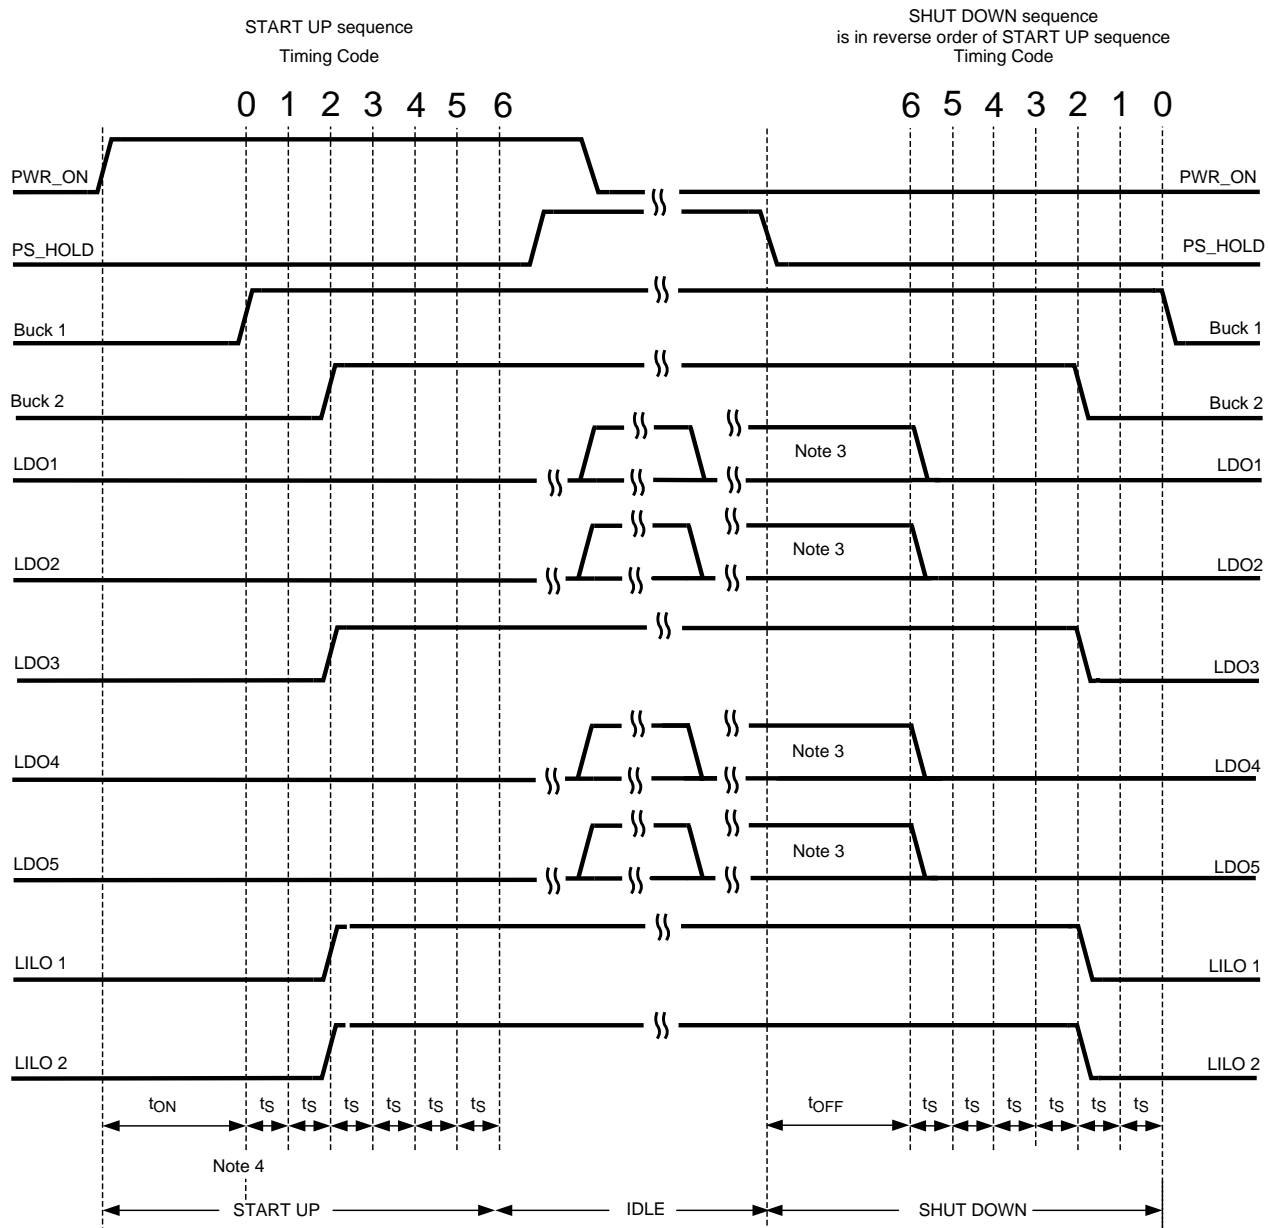 START UP sequence
Timing Code
SHUT DOWN sequence
is in reverse order of START UP sequence
Timing Code
0 1 2 3 4 5 6
6 5 4 3 2 1 0
PWR_ON PWR_ON
PS_HOLD PS_HOLD
Buck 1 Buck 1
Buck 2 Buck 2
LDO1 Note 3 LDO1
LDO2 Note 3 LDO2
LDO3 LDO3
LDO4 Note 3 LDO4
LDO5 Note 3 LDO5
LILO 1 LILO 1
LILO 2 LILO 2
tON tS tS tS tS tS tS tOFF tS tS tS tS tS tS
Note 4
START UP IDLE SHUT DOWN